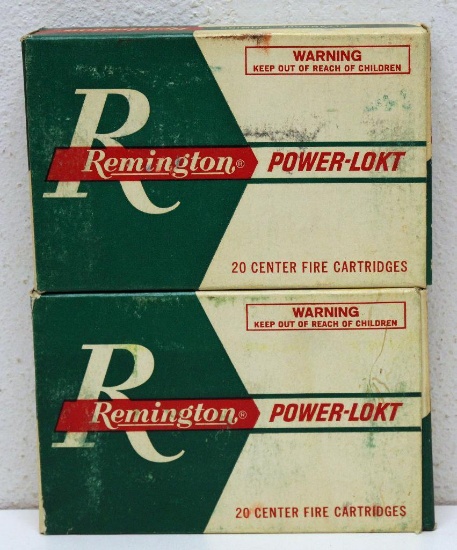 WARNING
KEEP OUT OF REACH OF CHILDREN
R
Remington® POWER-LOKT
20 CENTER FIRE CARTRIDGES
WARNING
KEEP OUT OF REACH OF CHILDREN
R
Remington® POWER-LOKT
20 CENTER FIRE CARTRIDGES